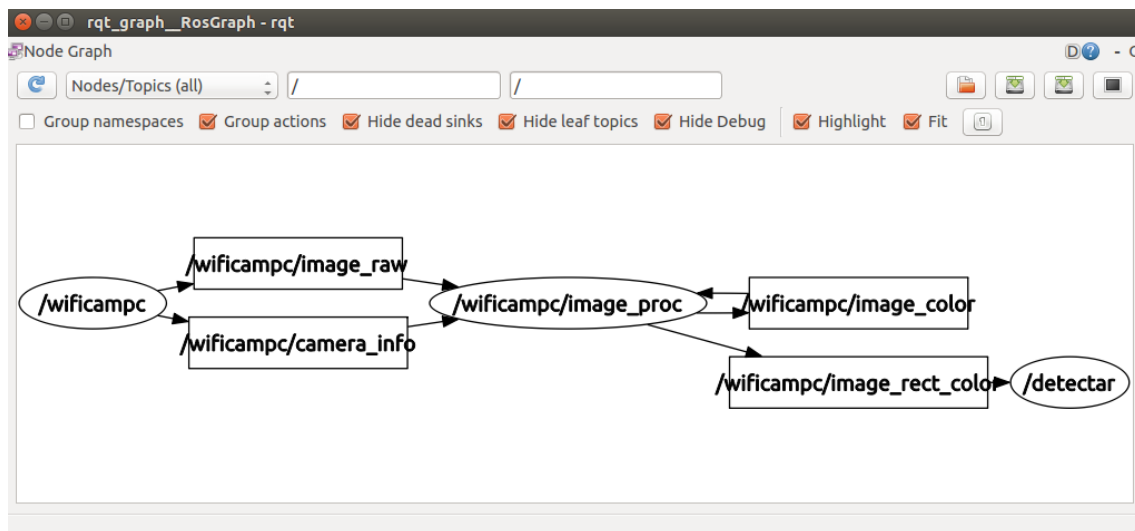 rqt_graph__RosGraph - rqt
Node Graph
D ? - C
Nodes/Topics (all) / /
Group namespaces Group actions Hide dead sinks Hide leaf topics Hide Debug Highlight Fit
/wificampc/image_raw
/wificampc /wificampc/image_proc /wificampc/image_color
/wificampc/camera_info
/wificampc/image_rect_color /detectar